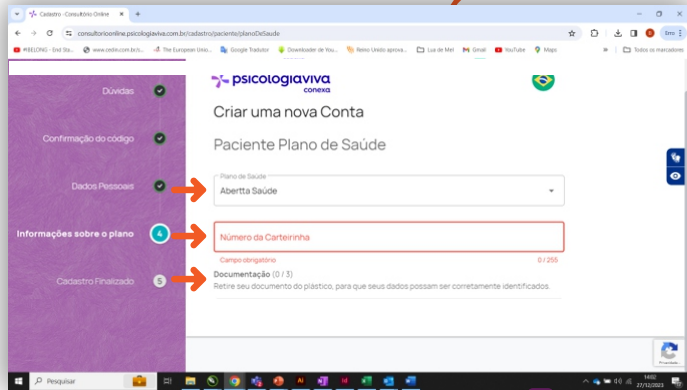 Cadastro - Consultório Online
consultorioonline.psicologiaviva.com.br/cadastro/paciente/planoDeSaude
Erro
#BELONG - End Sta...
www.cedin.com.br/s...
The European Unio...
Google Tradutor
Downloader de You...
Reino Unido aprova...
Lua de Mel
Gmail
YouTube
Maps
Todos os marcadores
Dúvidas
Confirmação do código
Dados Pessoais
Informações sobre o plano
4
Cadastro Finalizado
5
psicologiaviva
conexa
Criar uma nova Conta
Paciente Plano de Saúde
Plano de Saúde
Abertta Saúde
Número da Carteirinha
Campo obrigatório
0 / 255
Documentação (0 / 3)
Retire seu documento do plástico, para que seus dados possam ser corretamente identificados.
Pesquisar
14:02
27/12/2023